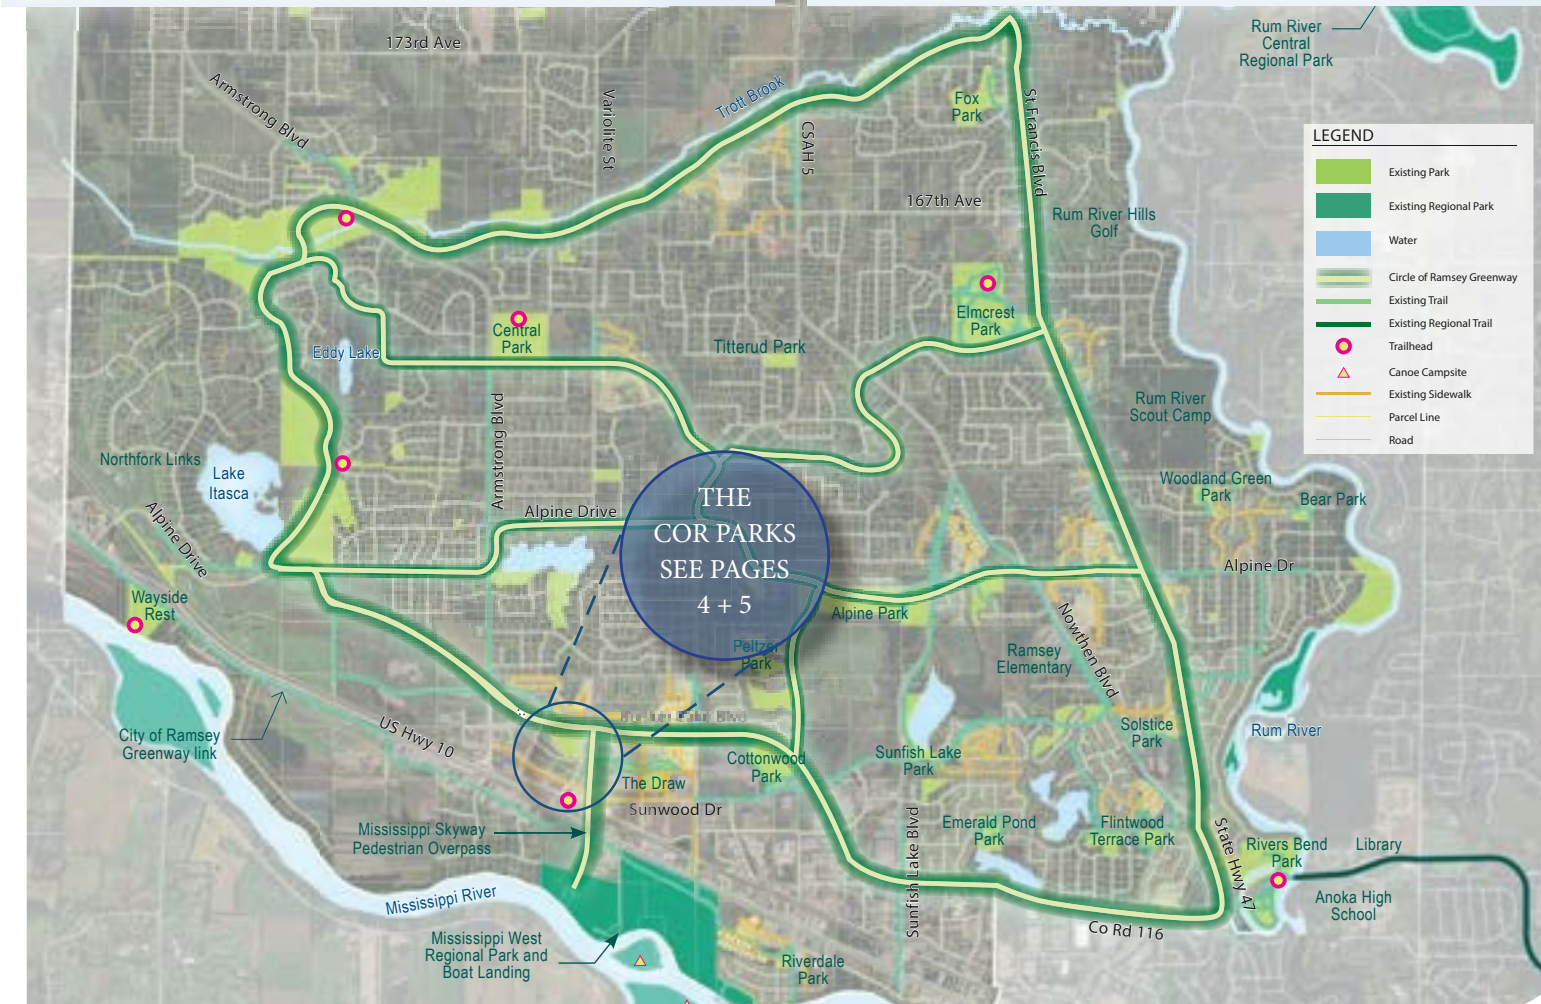 173rd Ave
Armstrong Blvd
Variolite St
Trott Brook
CSAH 5
Fox
Park
St Francis Blvd
167th Ave
Rum River
Central
Regional Park
Rum River Hills
Golf
LEGEND
Existing Park
Existing Regional Park
Water
Circle of Ramsey Greenway
Existing Trail
Existing Regional Trail
Trailhead
Canoe Campsite
Existing Sidewalk
Parcel Line
Road
Elmcrest
Park
Central
Park
Eddy Lake
Titterud Park
Rum River
Scout Camp
Armstrong Blvd
Northfork Links
Lake
Itasca
Alpine Drive
Alpine Drive
THE
COR PARKS
SEE PAGES
4 + 5
Woodland Green
Park
Bear Park
Alpine Dr
Wayside
Rest
Alpine Park
Peltzer
Park
Nowthen Blvd
Ramsey
Elementary
City of Ramsey
Greenway link
US Hwy 10
Solstice
Park
Rum River
Cottonwood
Park
Sunfish Lake
Park
The Draw
Sunwood Dr
Mississippi Skyway
Pedestrian Overpass
Sunfish Lake Blvd
Emerald Pond
Park
Flintwood
Terrace Park
State Hwy 47
Rivers Bend
Park
Library
Anoka High
School
Mississippi River
Co Rd 116
Mississippi West
Regional Park and
Boat Landing
Riverdale
Park